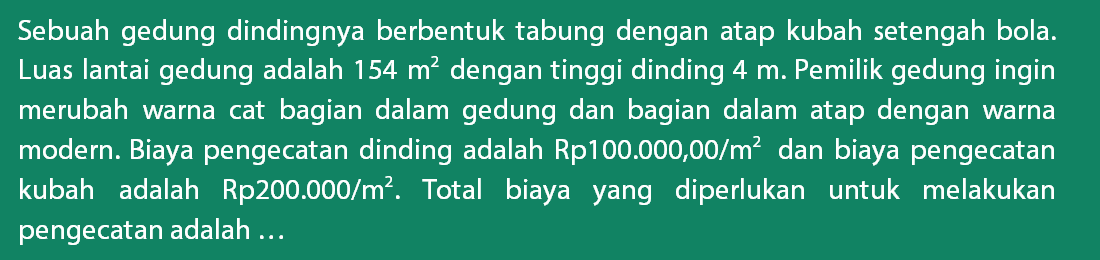 Sebuah gedung dindingnya berbentuk tabung dengan atap kubah setengah bola.
Luas lantai gedung adalah 154 m² dengan tinggi dinding 4 m. Pemilik gedung ingin
merubah warna cat bagian dalam gedung dan bagian dalam atap dengan warna
modern. Biaya pengecatan dinding adalah Rp100.000,00/m² dan biaya pengecatan
kubah adalah Rp200.000/m². Total biaya yang diperlukan untuk melakukan
pengecatan adalah ...